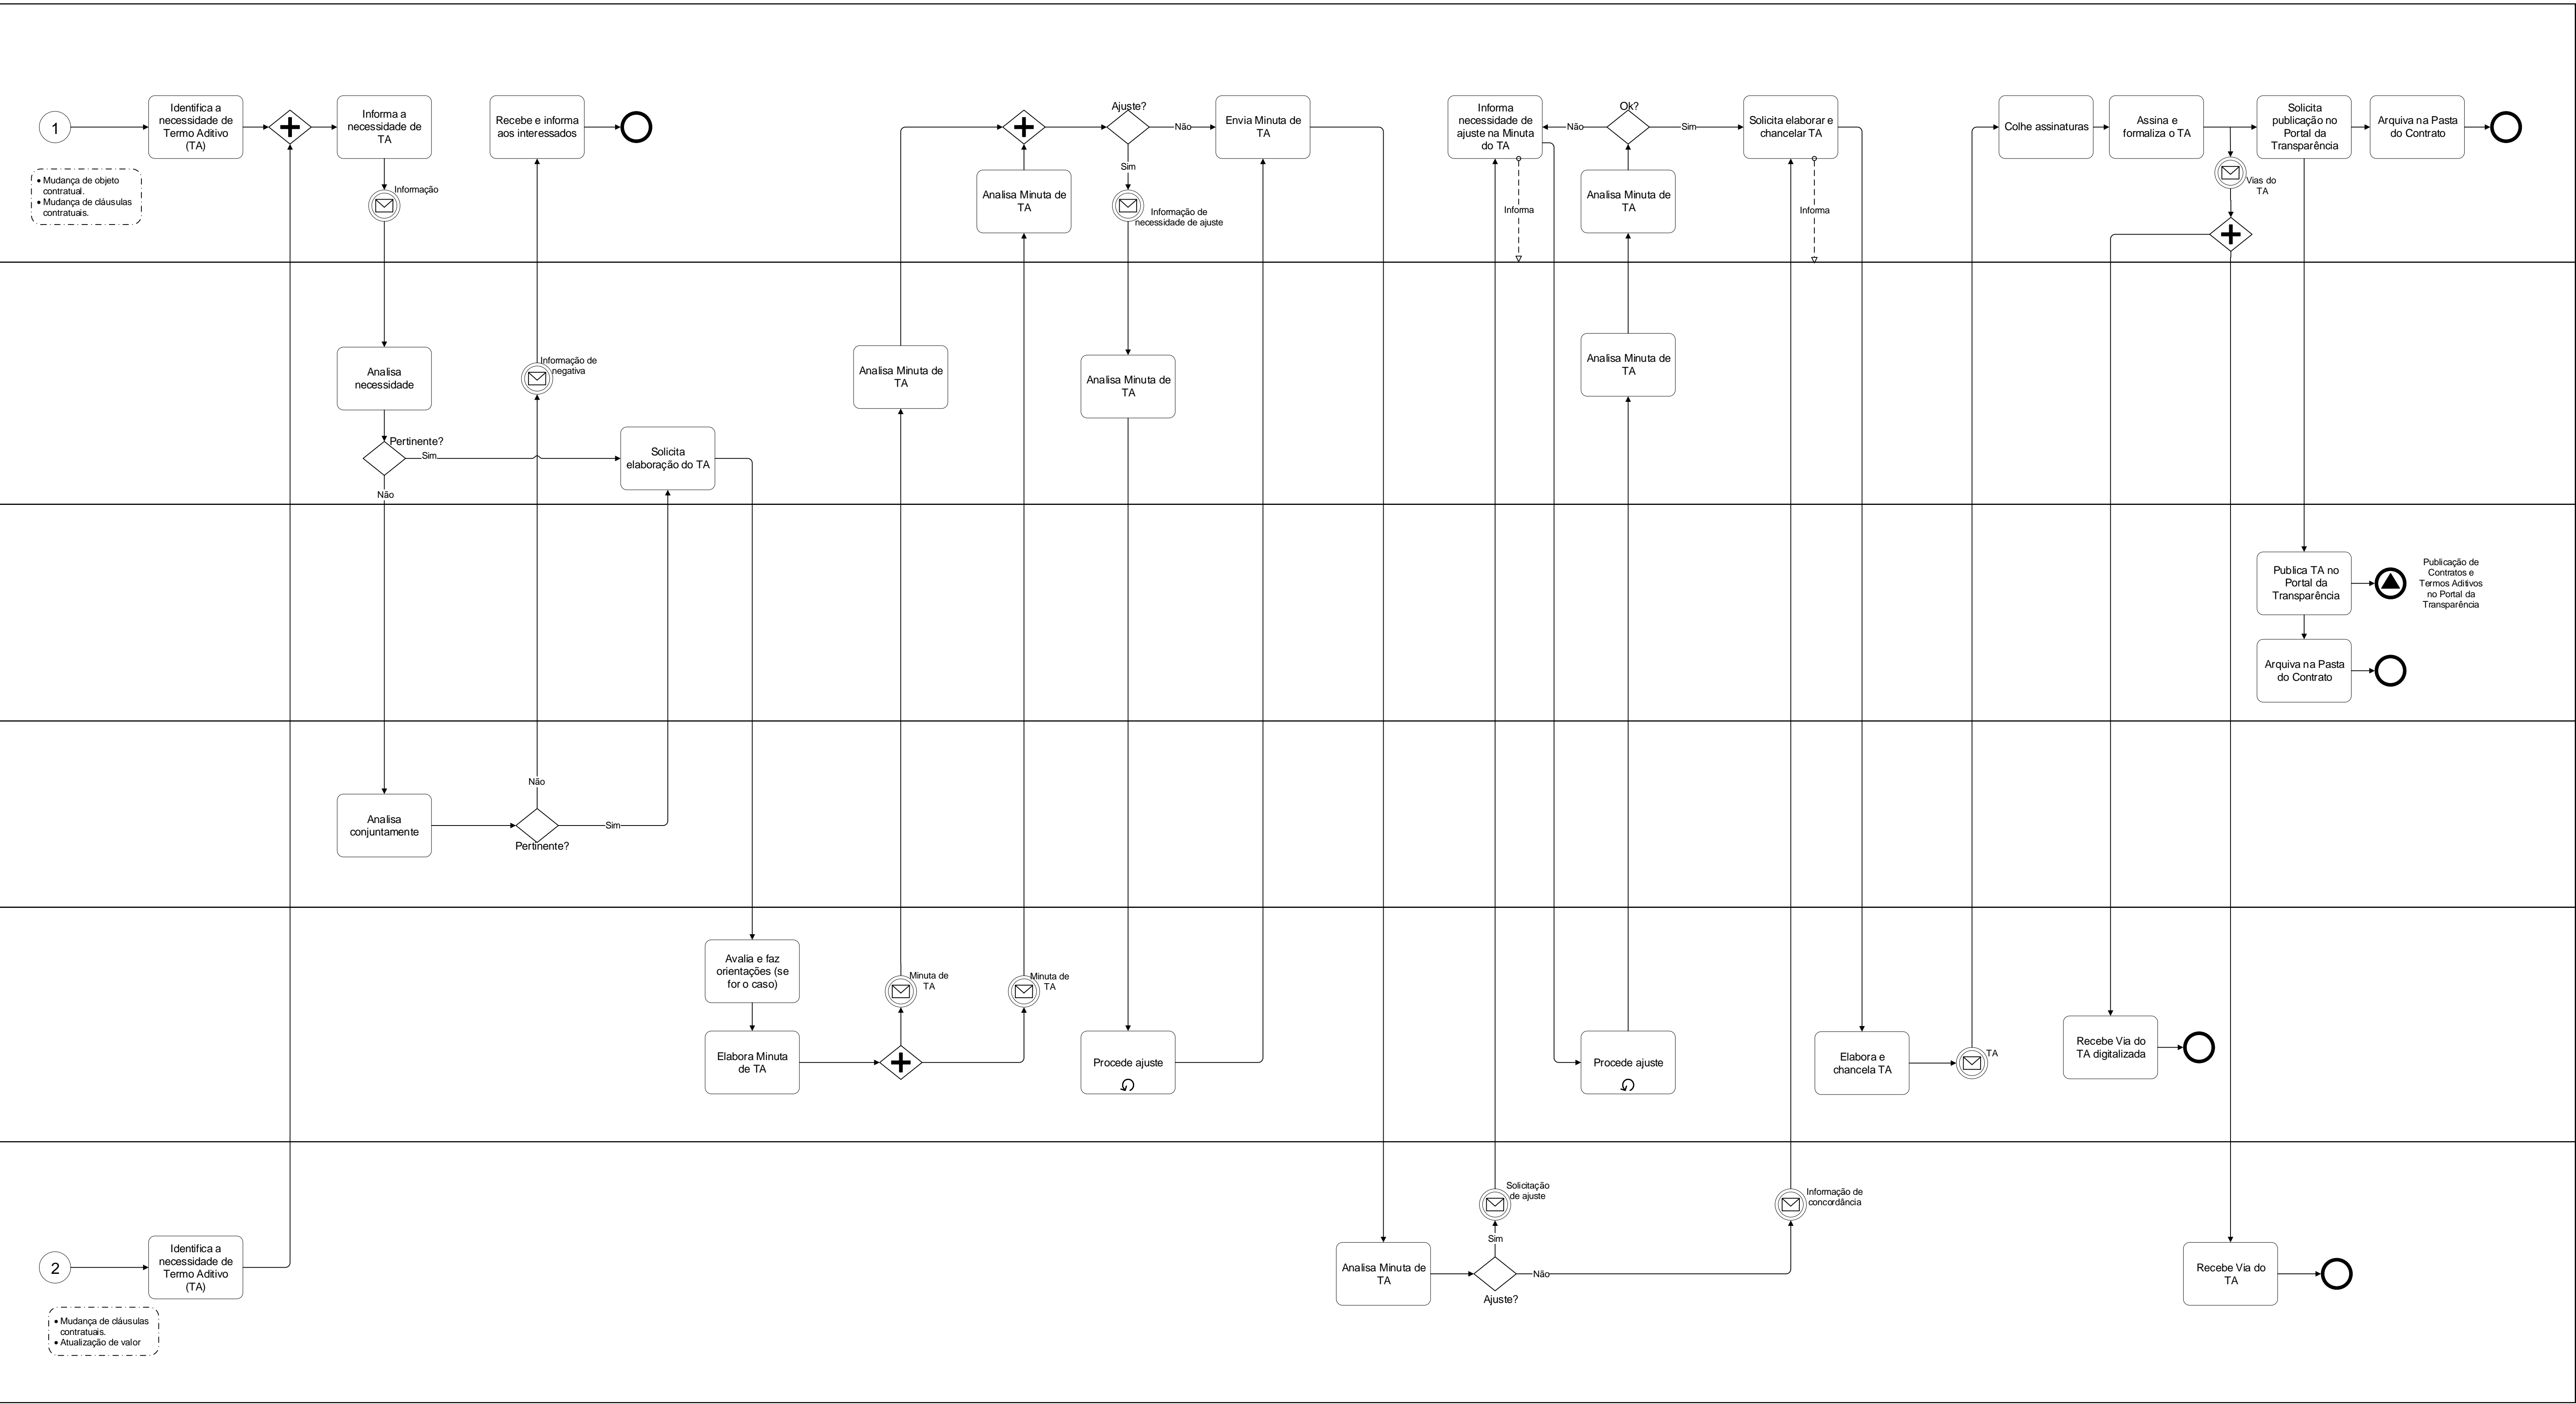 1
Identifica a
necessidade de
Termo Aditivo
(TA)
• Mudança de objeto
contratual.
• Mudança de cláusulas
contratuais.
Informa a
necessidade de
TA
Informação
Recebe e informa
aos interessados
Analisa Minuta de
TA
Ajuste?
Não
Sim
Informação de
necessidade de ajuste
Envia Minuta de
TA
Informa
necessidade de
ajuste na Minuta
do TA
Informa
Ok?
Não
Sim
Analisa Minuta de
TA
Solicita elaborar e
chancelar TA
Informa
Colhe assinaturas
Assina e
formaliza o TA
Vias do
TA
Solicita
publicação no
Portal da
Transparência
Arquiva na Pasta
do Contrato
Analisa
necessidade
Pertinente?
Sim
Não
Informação de
negativa
Solicita
elaboração do TA
Analisa Minuta de
TA
Analisa Minuta de
TA
Analisa Minuta de
TA
Publica TA no
Portal da
Transparência
Publicação de
Contratos e
Termos Aditivos
no Portal da
Transparência
Arquiva na Pasta
do Contrato
Analisa
conjuntamente
Não
Sim
Pertinente?
Avalia e faz
orientações (se
for o caso)
Elabora Minuta
de TA
Minuta de
TA
Minuta de
TA
Procede ajuste
Procede ajuste
Elabora e
chancela TA
TA
Recebe Via do
TA digitalizada
2
Identifica a
necessidade de
Termo Aditivo
(TA)
• Mudança de cláusulas
contratuais.
• Atualização de valor
Analisa Minuta de
TA
Solicitação
de ajuste
Sim
Não
Ajuste?
Informação de
concordância
Recebe Via do
TA